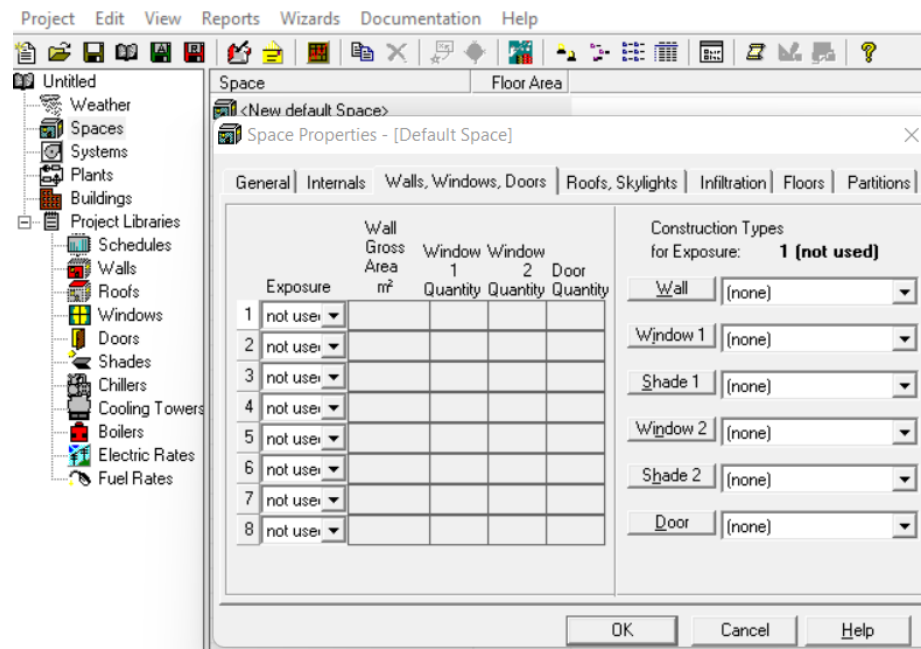 Project Edit View Reports Wizards Documentation Help
Untitled
Weather
Spaces
Systems
Plants
Buildings
Project Libraries
Schedules
Walls
Roofs
Windows
Doors
Shades
Chillers
Cooling Towers
Boilers
Electric Rates
Fuel Rates
Space Floor Area
<New default Space>
Space Properties - [Default Space]
General Internals Walls, Windows, Doors Roofs, Skylights Infiltration Floors Partitions
Exposure
Wall
Gross
Area
m²
Window
1
Quantity
Window
2
Quantity
Door
Quantity
1 not use
2 not use
3 not use
4 not use
5 not use
6 not use
7 not use
8 not use
Construction Types
for Exposure: 1 (not used)
Wall (none)
Window 1 (none)
Shade 1 (none)
Window 2 (none)
Shade 2 (none)
Door (none)
OK Cancel Help